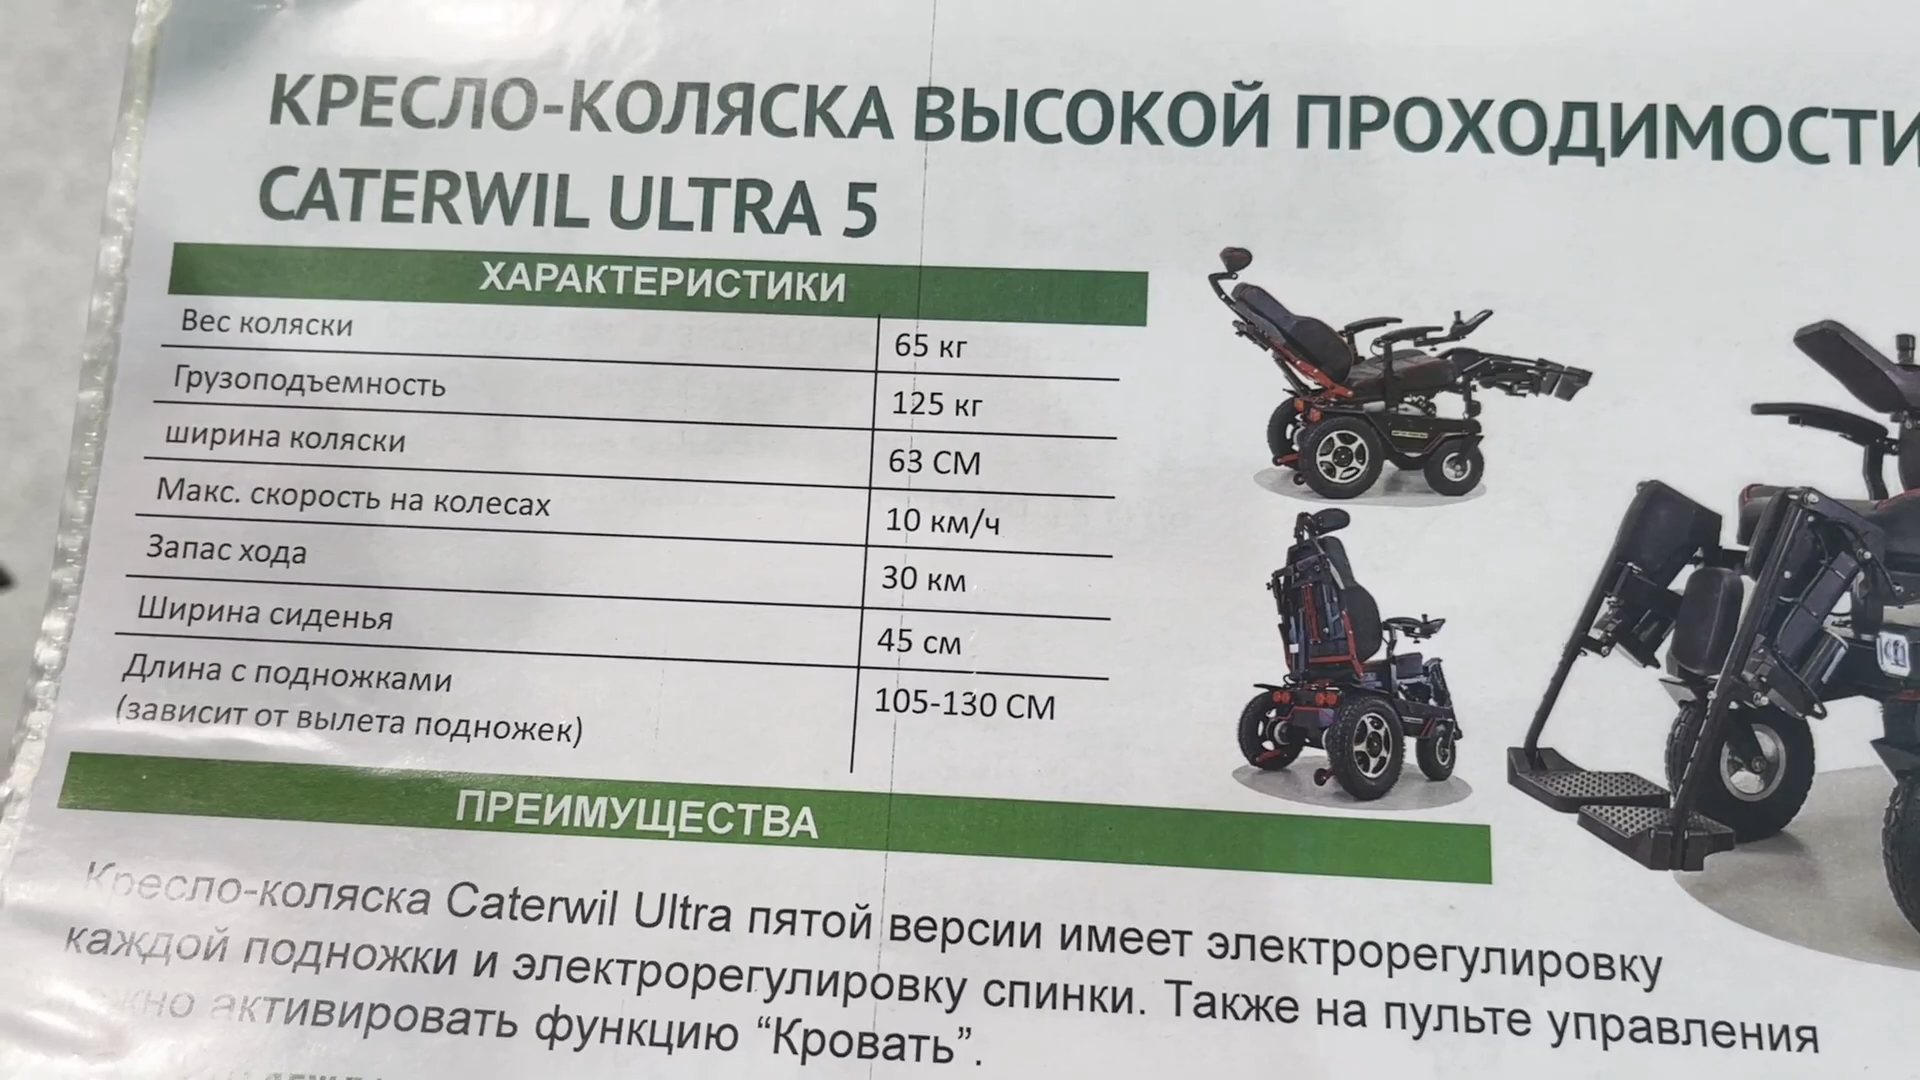 КРЕСЛО-КОЛЯСКА ВЫСОКОЙ ПРОХОДИМОСТИ
CATERWIL ULTRA 5
ХАРАКТЕРИСТИКИ
Вес коляски 65 кг
Грузоподъемность 125 кг
ширина коляски 63 СМ
Макс. скорость на колесах 10 км/ч
Запас хода 30 км
Ширина сиденья 45 см
Длина с подножками 105-130 СМ
(зависит от вылета подножек)
ПРЕИМУЩЕСТВА
Кресло-коляска Caterwil Ultra пятой версии имеет электрорегулировку
каждой подножки и электрорегулировку спинки. Также на пульте управления
активировать функцию “Кровать”.